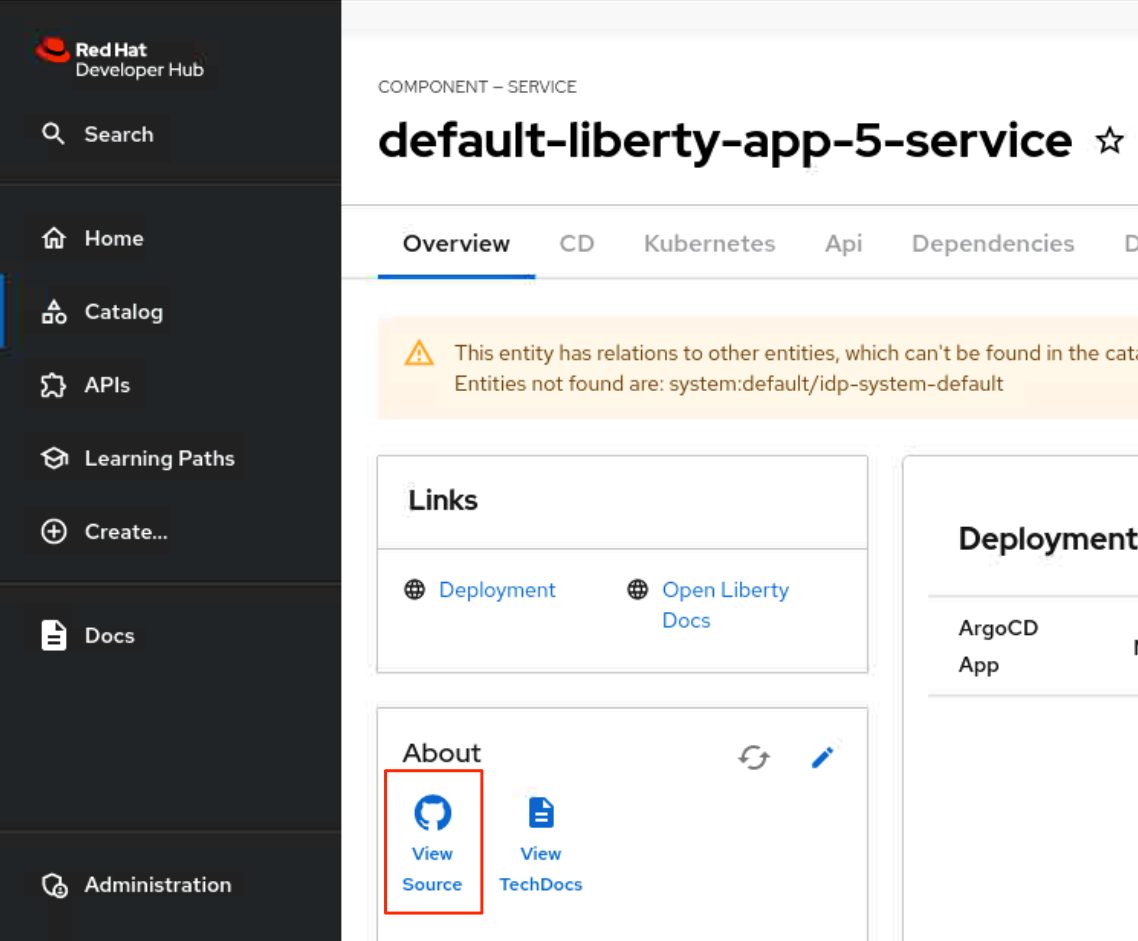 Red Hat
Developer Hub
Search
Home
Catalog
APIs
Learning Paths
Create...
Docs
Administration
COMPONENT — SERVICE
default-liberty-app-5-service
Overview CD Kubernetes Api Dependencies D
This entity has relations to other entities, which can't be found in the cata
Entities not found are: system:default/idp-system-default
Links
Deployment
Open Liberty
Docs
About
View
Source
View
TechDocs
Deployment
ArgoCD
App